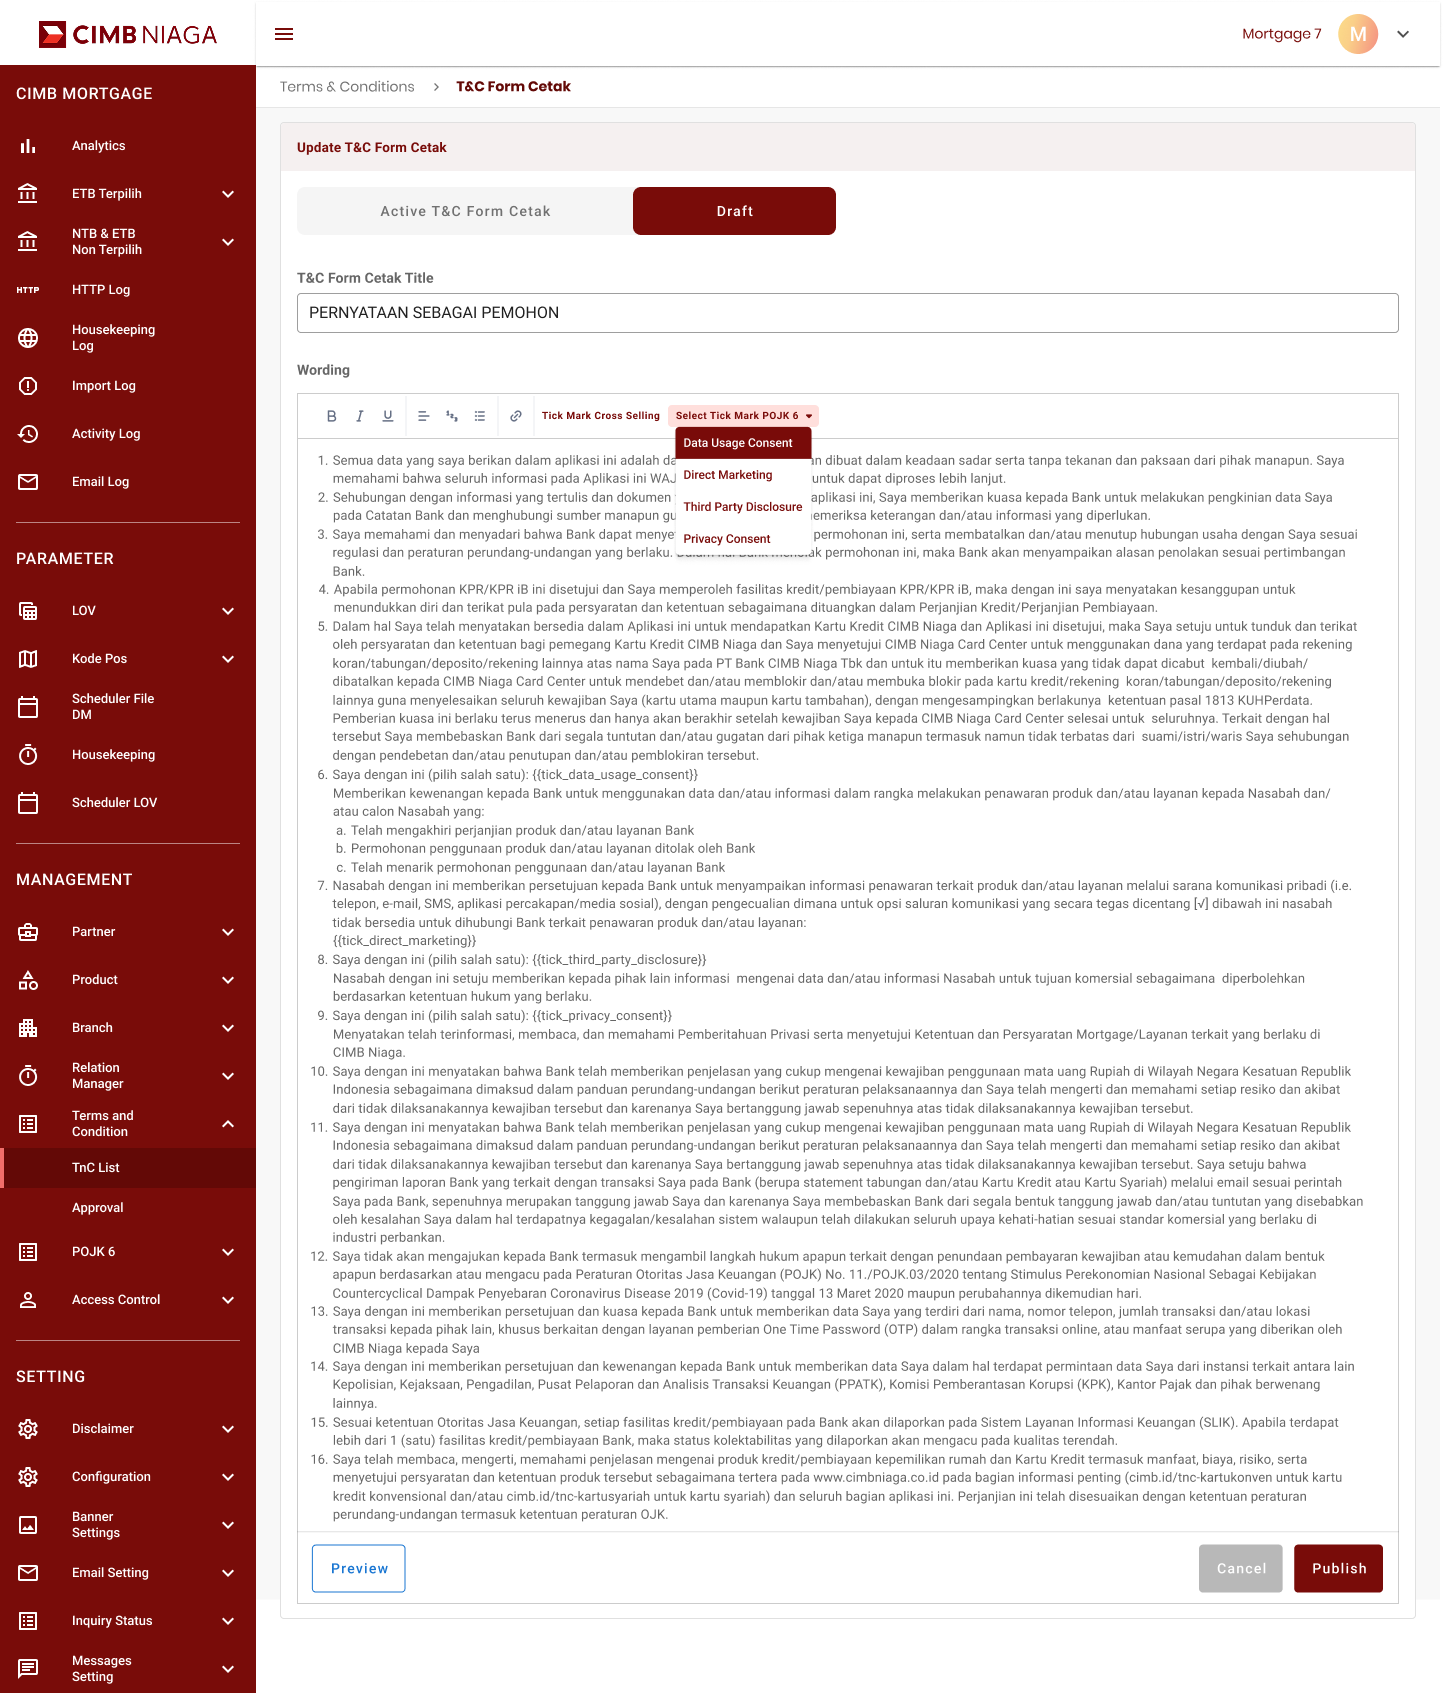 CIMB NIAGA
Mortgage 7
M
CIMB MORTGAGE
Analytics
ETB Terpilih
NTB & ETB
Non Terpilih
HTTP
HTTP Log
Housekeeping
Log
Import Log
Activity Log
Email Log
PARAMETER
LOV
Kode Pos
Scheduler File
DM
Housekeeping
Scheduler LOV
MANAGEMENT
Partner
Product
Branch
Relation
Manager
Terms and
Condition
TnC List
Approval
POJK 6
Access Control
SETTING
Disclaimer
Configuration
Banner
Settings
Email Setting
Inquiry Status
Messages
Setting
Terms & Conditions > T&C Form Cetak
Update T&C Form Cetak
Active T&C Form Cetak
Draft
T&C Form Cetak Title
PERNYATAAN SEBAGAI PEMOHON
Wording
B I U Tick Mark Cross Selling Select Tick Mark POJK 6
Data Usage Consent
Direct Marketing
Third Party Disclosure
Privacy Consent
1. Semua data yang saya berikan dalam aplikasi ini adalah dibuat dalam keadaan sadar serta tanpa tekanan dan paksaan dari pihak manapun. Saya
memahami bahwa seluruh informasi pada Aplikasi ini untuk dapat diproses lebih lanjut.
2. Sehubungan dengan informasi yang tertulis dan dokumen aplikasi ini, Saya memberikan kuasa kepada Bank untuk melakukan pengkinian data Saya
pada Catatan Bank dan menghubungi sumber manapun keterangan dan/atau informasi yang diperlukan.
3. Saya memahami dan menyadari bahwa Bank dapat permohonan ini, serta membatalkan dan/atau menutup hubungan usaha dengan Saya sesuai
regulasi dan peraturan perundang-undangan yang berlaku. Dalam hal Bank menolak permohonan ini, maka Bank akan menyampaikan alasan penolakan sesuai pertimbangan
Bank.
4. Apabila permohonan KPR/KPR iB ini disetujui dan Saya memperoleh fasilitas kredit/pembiayaan KPR/KPR iB, maka dengan ini saya menyatakan kesanggupan untuk
menundukkan diri dan terikat pula pada persyaratan dan ketentuan sebagaimana dituangkan dalam Perjanjian Kredit/Perjanjian Pembiayaan.
5. Dalam hal Saya telah menyatakan bersedia dalam Aplikasi ini untuk mendapatkan Kartu Kredit CIMB Niaga dan Aplikasi ini disetujui, maka Saya setuju untuk tunduk dan terikat
oleh persyaratan dan ketentuan bagi pemegang Kartu Kredit CIMB Niaga dan Saya menyetujui CIMB Niaga Card Center untuk menggunakan dana yang terdapat pada rekening
koran/tabungan/deposito/rekening lainnya atas nama Saya pada PT Bank CIMB Niaga Tbk dan untuk itu memberikan kuasa yang tidak dapat dicabut kembali/diubah/
dibatalkan kepada CIMB Niaga Card Center untuk mendebet dan/atau memblokir dan/atau membuka blokir pada kartu kredit/rekening koran/tabungan/deposito/rekening
lainnya guna menyelesaikan seluruh kewajiban Saya (kartu utama maupun kartu tambahan), dengan mengesampingkan berlakunya ketentuan pasal 1813 KUHPerdata.
Pemberian kuasa ini berlaku terus menerus dan hanya akan berakhir setelah kewajiban Saya kepada CIMB Niaga Card Center selesai untuk seluruhnya. Terkait dengan hal
tersebut Saya membebaskan Bank dari segala tuntutan dan/atau gugatan dari pihak ketiga manapun termasuk namun tidak terbatas dari suami/istri/waris Saya sehubungan
dengan pendebetan dan/atau penutupan dan/atau pemblokiran tersebut.
6. Saya dengan ini (pilih salah satu): {{tick_data_usage_consent}}
Memberikan kewenangan kepada Bank untuk menggunakan data dan/atau informasi dalam rangka melakukan penawaran produk dan/atau layanan kepada Nasabah dan/
atau calon Nasabah yang:
a. Telah mengakhiri perjanjian produk dan/atau layanan Bank
b. Permohonan penggunaan produk dan/atau layanan ditolak oleh Bank
c. Telah menarik permohonan penggunaan dan/atau layanan Bank
7. Nasabah dengan ini memberikan persetujuan kepada Bank untuk menyampaikan informasi penawaran terkait produk dan/atau layanan melalui sarana komunikasi pribadi (i.e.
telepon, e-mail, SMS, aplikasi percakapan/media sosial), dengan pengecualian dimana untuk opsi saluran komunikasi yang secara tegas dicentang [√] dibawah ini nasabah
tidak bersedia untuk dihubungi Bank terkait penawaran produk dan/atau layanan:
{{tick_direct_marketing}}
8. Saya dengan ini (pilih salah satu): {{tick_third_party_disclosure}}
Nasabah dengan ini setuju memberikan kepada pihak lain informasi mengenai data dan/atau informasi Nasabah untuk tujuan komersial sebagaimana diperbolehkan
berdasarkan ketentuan hukum yang berlaku.
9. Saya dengan ini (pilih salah satu): {{tick_privacy_consent}}
Menyatakan telah terinformasi, membaca, dan memahami Pemberitahuan Privasi serta menyetujui Ketentuan dan Persyaratan Mortgage/Layanan terkait yang berlaku di
CIMB Niaga.
10. Saya dengan ini menyatakan bahwa Bank telah memberikan penjelasan yang cukup mengenai kewajiban penggunaan mata uang Rupiah di Wilayah Negara Kesatuan Republik
Indonesia sebagaimana dimaksud dalam panduan perundang-undangan berikut peraturan pelaksanaannya dan Saya telah mengerti dan memahami setiap resiko dan akibat
dari tidak dilaksanakannya kewajiban tersebut dan karenanya Saya bertanggung jawab sepenuhnya atas tidak dilaksanakannya kewajiban tersebut.
11. Saya dengan ini menyatakan bahwa Bank telah memberikan penjelasan yang cukup mengenai kewajiban penggunaan mata uang Rupiah di Wilayah Negara Kesatuan Republik
Indonesia sebagaimana dimaksud dalam panduan perundang-undangan berikut peraturan pelaksanaannya dan Saya telah mengerti dan memahami setiap resiko dan akibat
dari tidak dilaksanakannya kewajiban tersebut dan karenanya Saya bertanggung jawab sepenuhnya atas tidak dilaksanakannya kewajiban tersebut. Saya setuju bahwa
pengiriman laporan Bank yang terkait dengan transaksi Saya pada Bank (berupa statement tabungan dan/atau Kartu Kredit atau Kartu Syariah) melalui email sesuai perintah
Saya pada Bank, sepenuhnya merupakan tanggung jawab Saya dan karenanya Saya membebaskan Bank dari segala bentuk tanggung jawab dan/atau tuntutan yang disebabkan
oleh kesalahan Saya dalam hal terdapatnya kegagalan/kesalahan sistem walaupun telah dilakukan seluruh upaya kehati-hatian sesuai standar komersial yang berlaku di
industri perbankan.
12. Saya tidak akan mengajukan kepada Bank termasuk mengambil langkah hukum apapun terkait dengan penundaan pembayaran kewajiban atau kemudahan dalam bentuk
apapun berdasarkan atau mengacu pada Peraturan Otoritas Jasa Keuangan (POJK) No. 11./POJK.03/2020 tentang Stimulus Perekonomian Nasional Sebagai Kebijakan
Countercyclical Dampak Penyebaran Coronavirus Disease 2019 (Covid-19) tanggal 13 Maret 2020 maupun perubahannya dikemudian hari.
13. Saya dengan ini memberikan persetujuan dan kuasa kepada Bank untuk memberikan data Saya yang terdiri dari nama, nomor telepon, jumlah transaksi dan/atau lokasi
transaksi kepada pihak lain, khusus berkaitan dengan layanan pemberian One Time Password (OTP) dalam rangka transaksi online, atau manfaat serupa yang diberikan oleh
CIMB Niaga kepada Saya
14. Saya dengan ini memberikan persetujuan dan kewenangan kepada Bank untuk memberikan data Saya dalam hal terdapat permintaan data Saya dari instansi terkait antara lain
Kepolisian, Kejaksaan, Pengadilan, Pusat Pelaporan dan Analisis Transaksi Keuangan (PPATK), Komisi Pemberantasan Korupsi (KPK), Kantor Pajak dan pihak berwenang
lainnya.
15. Sesuai ketentuan Otoritas Jasa Keuangan, setiap fasilitas kredit/pembiayaan pada Bank akan dilaporkan pada Sistem Layanan Informasi Keuangan (SLIK). Apabila terdapat
lebih dari 1 (satu) fasilitas kredit/pembiayaan Bank, maka status kolektabilitas yang dilaporkan akan mengacu pada kualitas terendah.
16. Saya telah membaca, mengerti, memahami penjelasan mengenai produk kredit/pembiayaan kepemilikan rumah dan Kartu Kredit termasuk manfaat, biaya, risiko, serta
menyetujui persyaratan dan ketentuan produk tersebut sebagaimana tertera pada www.cimbniaga.co.id pada bagian informasi penting (cimb.id/tnc-kartukonven untuk kartu
kredit konvensional dan/atau cimb.id/tnc-kartusyariah untuk kartu syariah) dan seluruh bagian aplikasi ini. Perjanjian ini telah disesuaikan dengan ketentuan peraturan
perundang-undangan termasuk ketentuan peraturan OJK.
Preview
Cancel
Publish